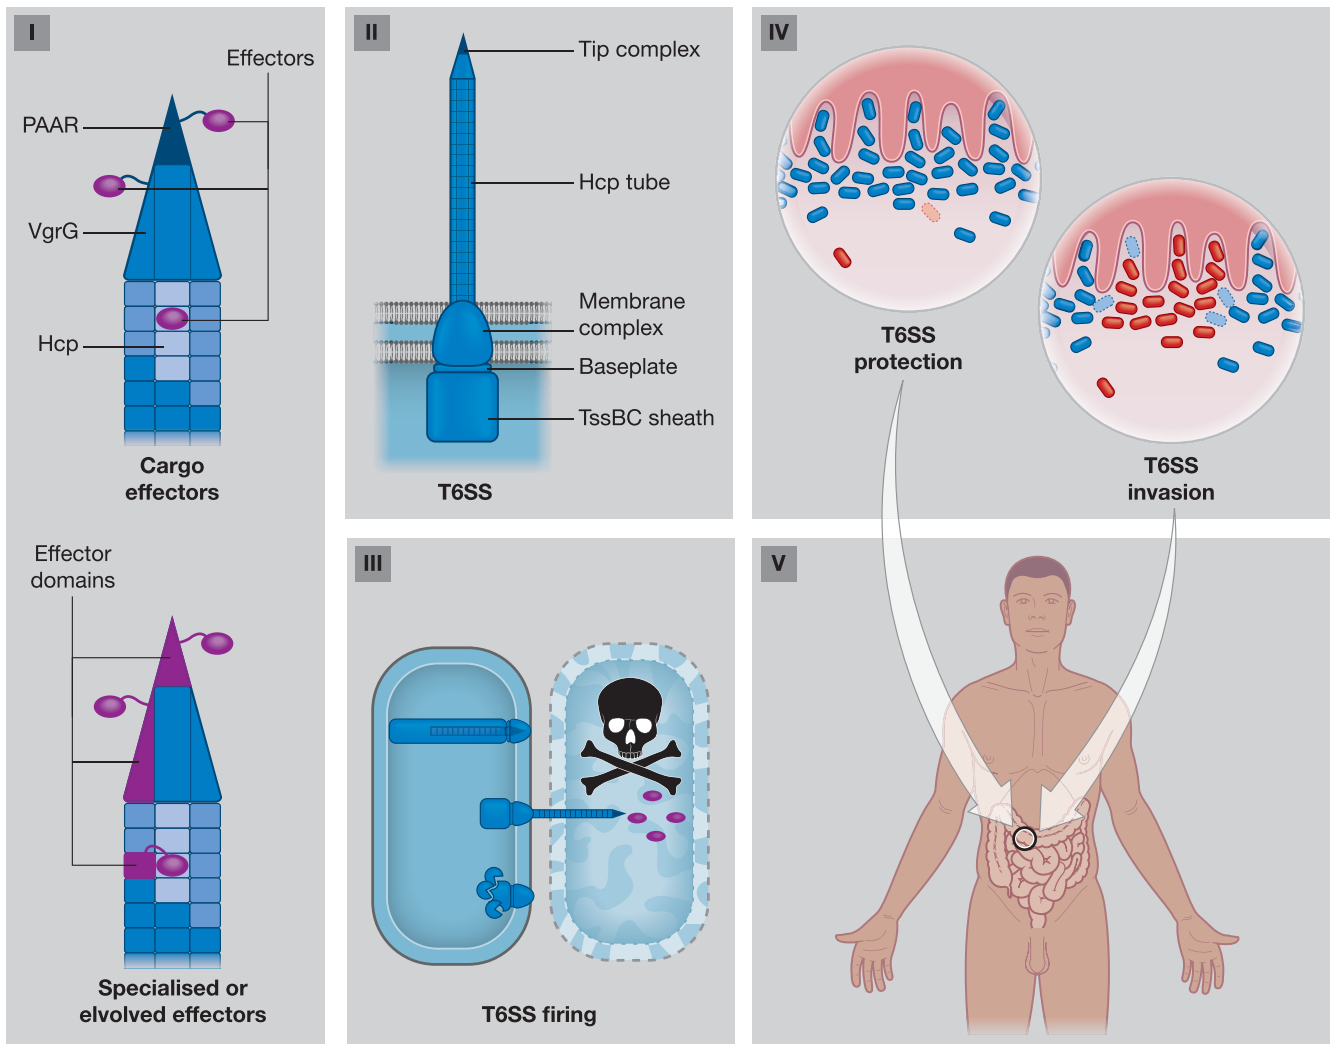 I
Effectors
PAAR
VgrG
Hcp
Cargo
effectors
Effector
domains
Specialised or
elvolved effectors
II
Tip complex
Hcp tube
Membrane
complex
Baseplate
TssBC sheath
T6SS
III
T6SS firing
IV
T6SS
protection
T6SS
invasion
V